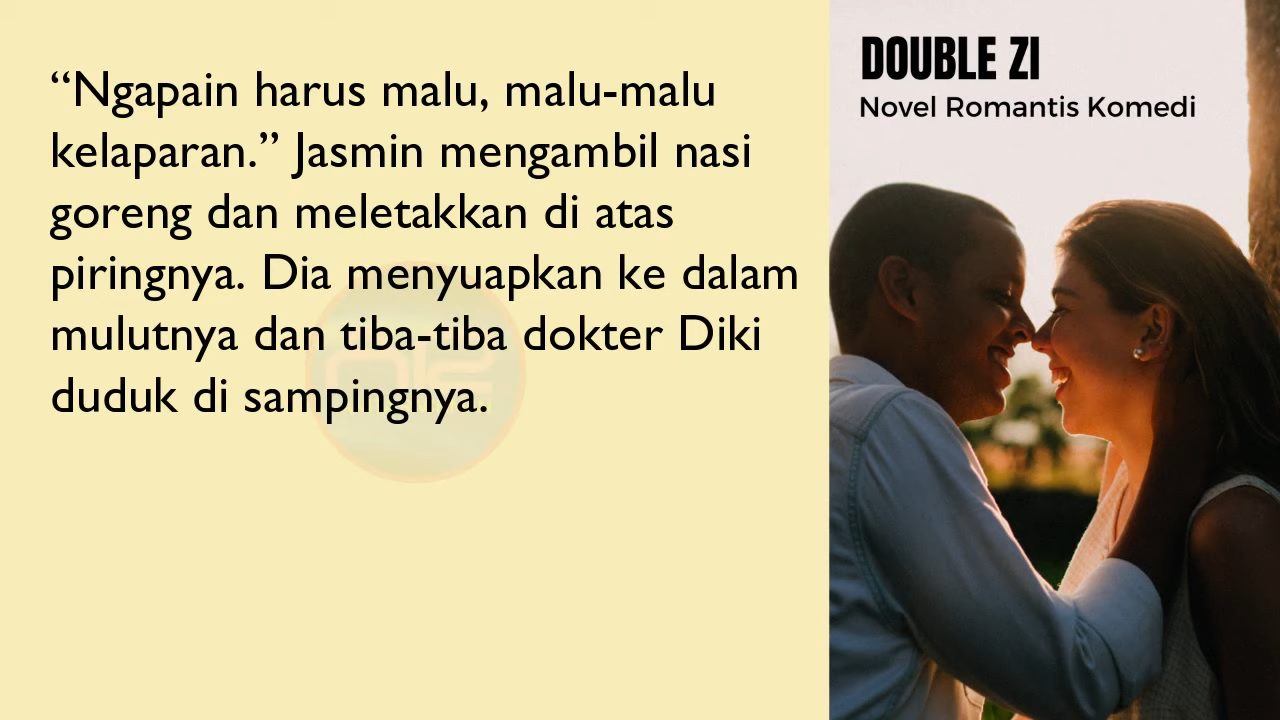 “Ngapain harus malu, malu-malu
kelaparan.” Jasmin mengambil nasi
goreng dan meletakkan di atas
piringnya. Dia menyuapkan ke dalam
mulutnya dan tiba-tiba dokter Diki
duduk di sampingnya.
DOUBLE ZI
Novel Romantis Komedi